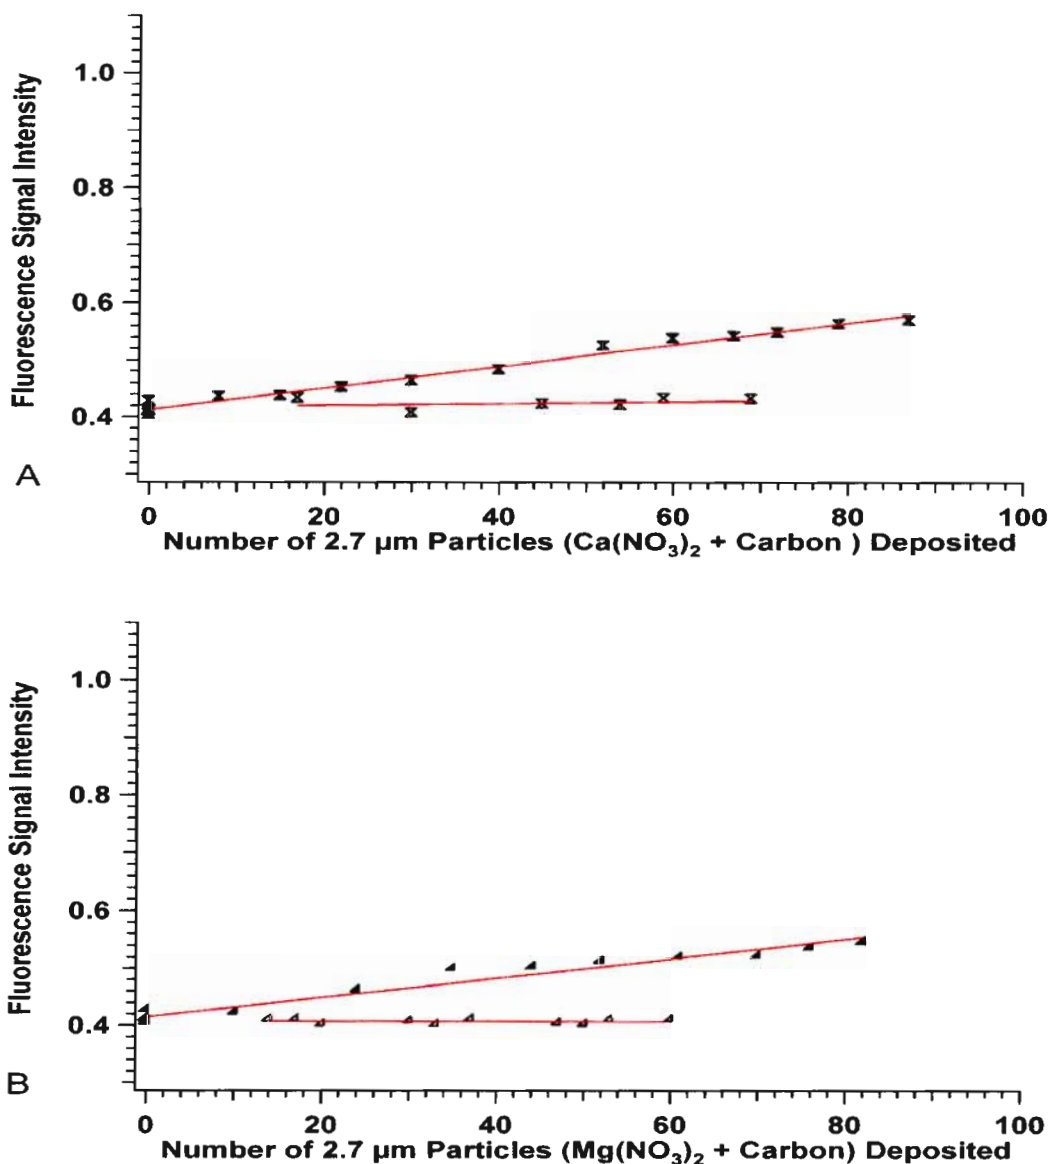 Fluorescence Signal Intensity
1.0
0.8
0.6
0.4
A
0 20 40 60 80 100
Number of 2.7 µm Particles (Ca(NO₃)₂ + Carbon ) Deposited
Fluorescence Signal Intensity
1.0
0.8
0.6
0.4
B
0 20 40 60 80 100
Number of 2.7 µm Particles (Mg(NO₃)₂ + Carbon) Deposited